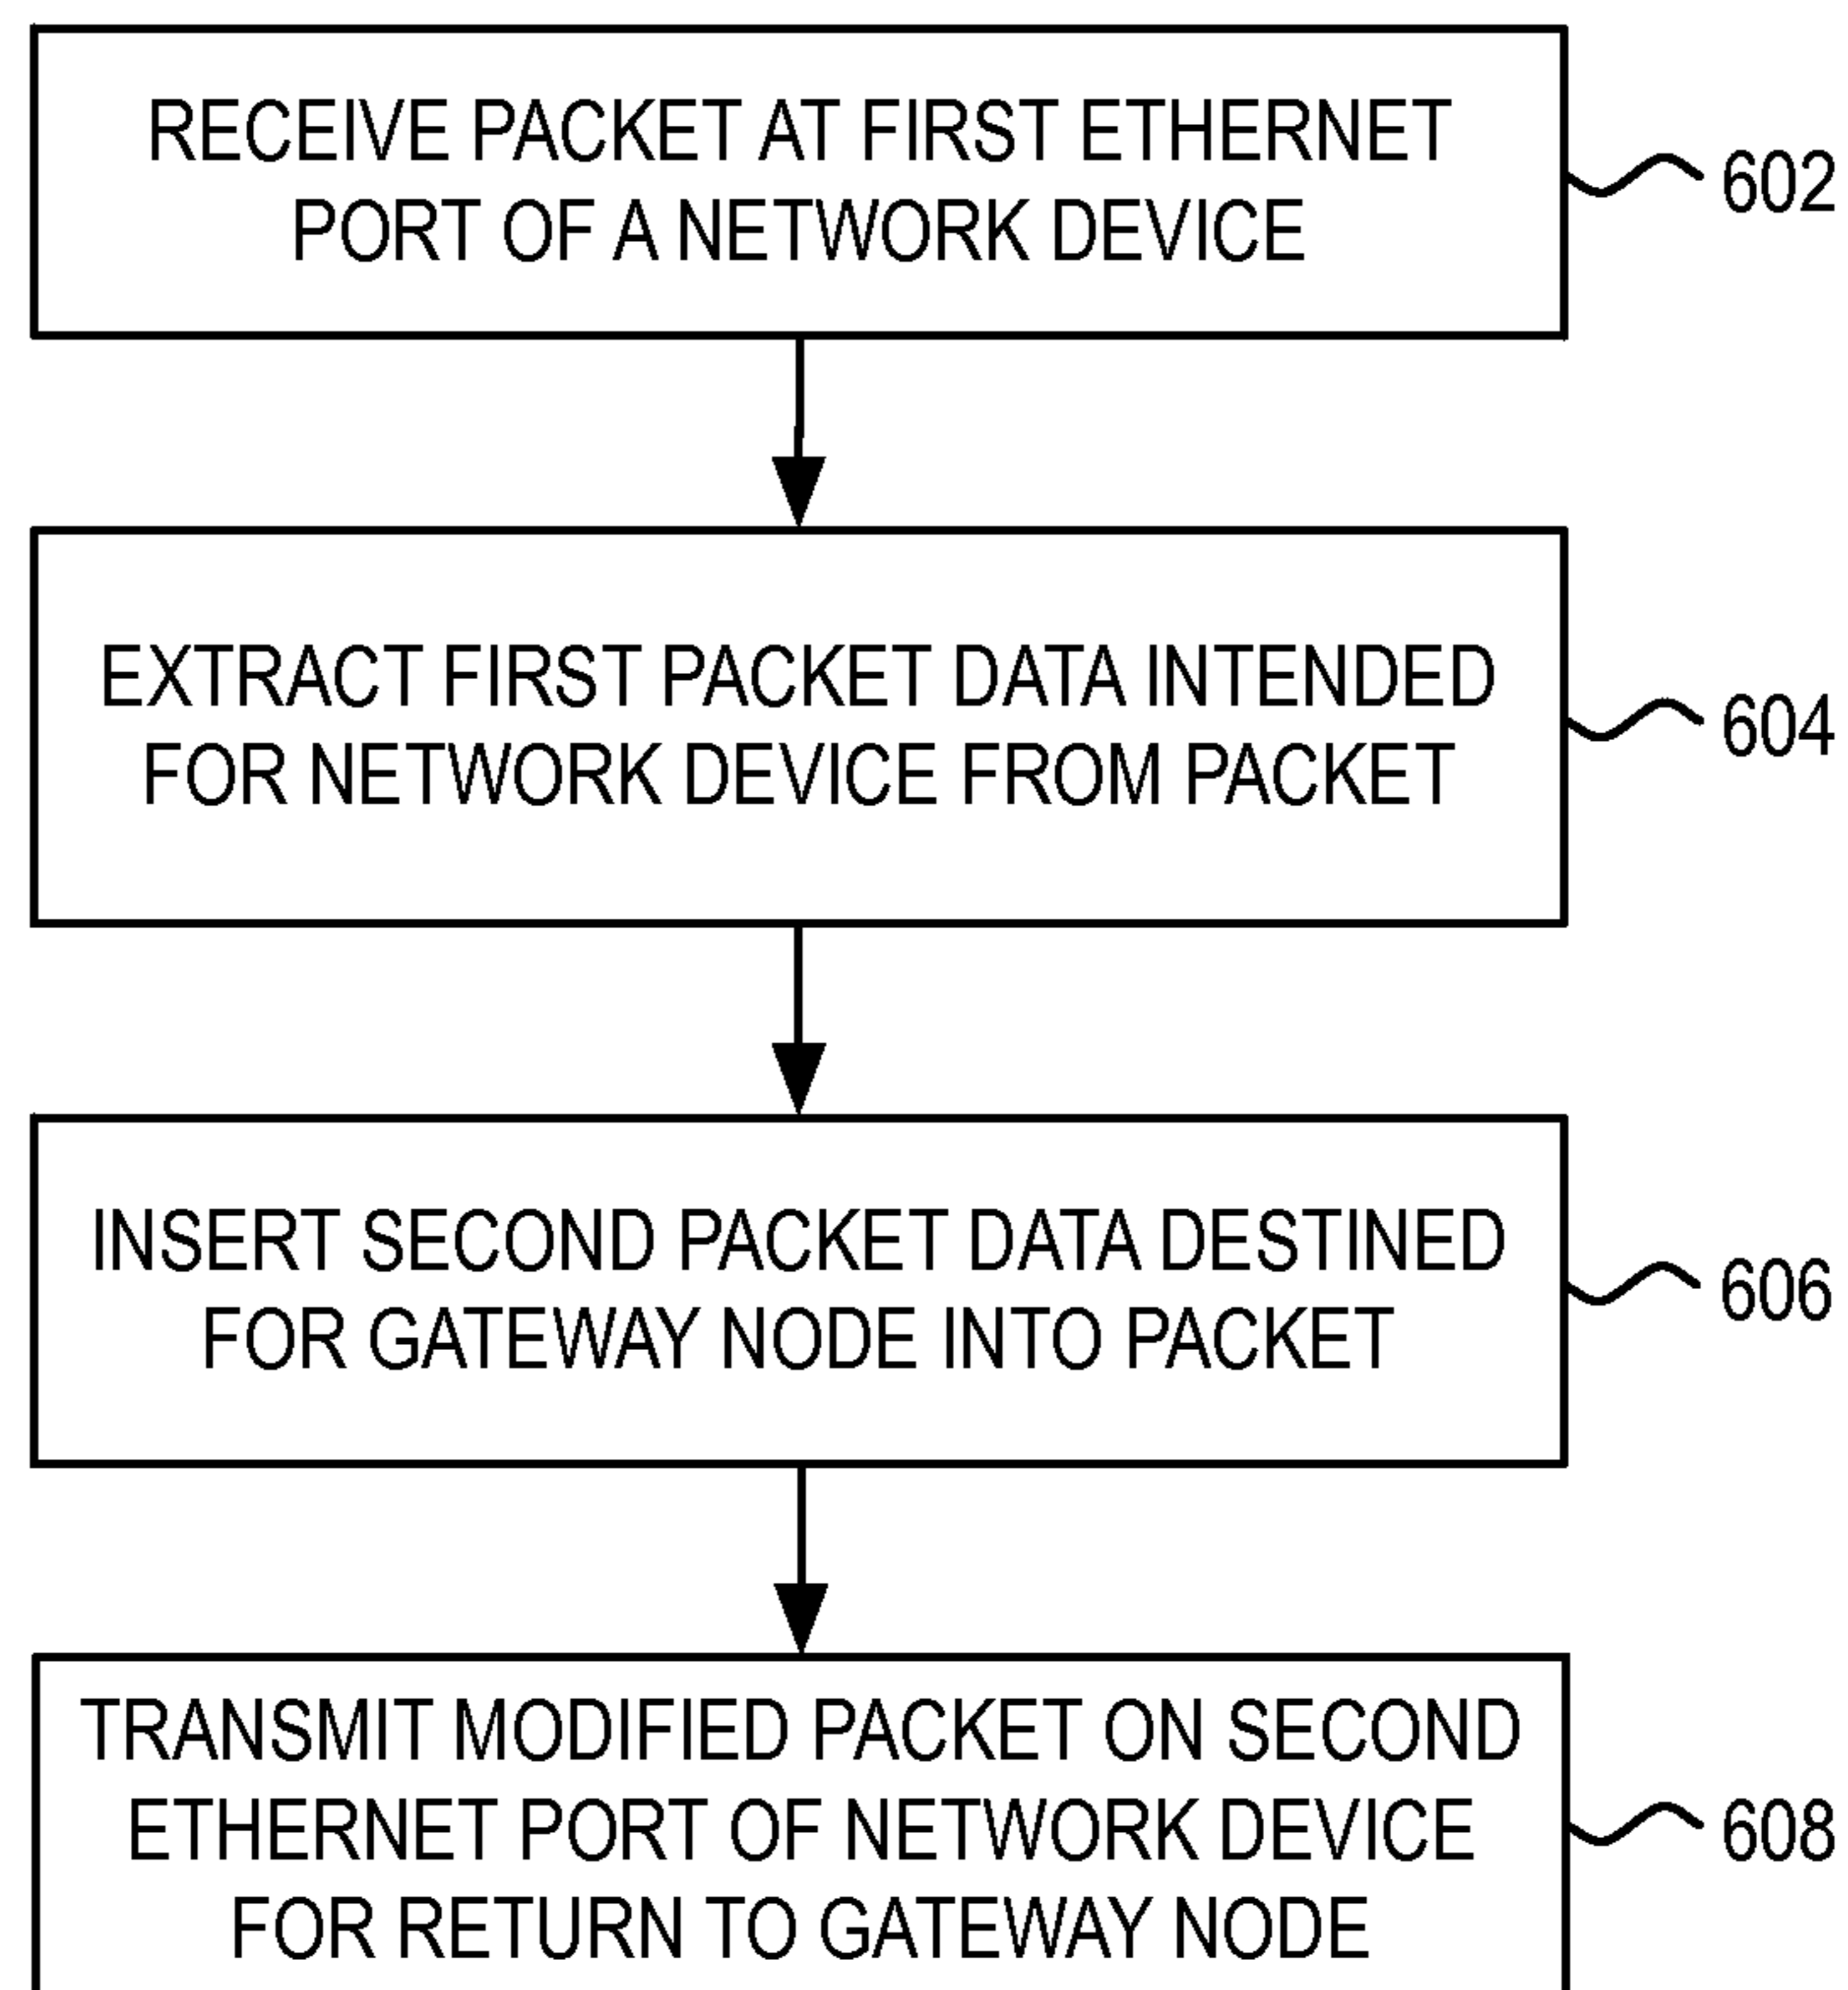 RECEIVE PACKET AT FIRST ETHERNET
PORT OF A NETWORK DEVICE
602
EXTRACT FIRST PACKET DATA INTENDED
FOR NETWORK DEVICE FROM PACKET
604
INSERT SECOND PACKET DATA DESTINED
FOR GATEWAY NODE INTO PACKET
606
TRANSMIT MODIFIED PACKET ON SECOND
ETHERNET PORT OF NETWORK DEVICE
FOR RETURN TO GATEWAY NODE
608